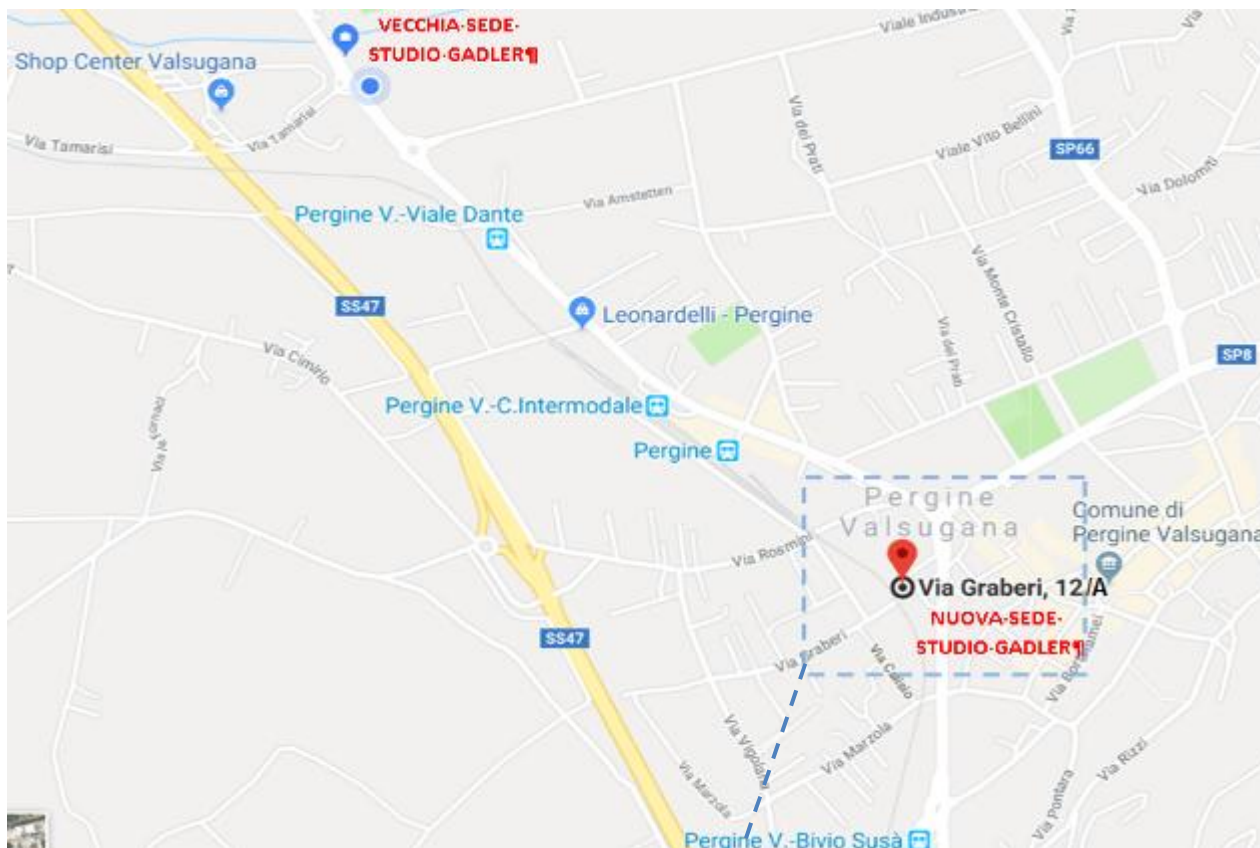 VECCHIA·SEDE·
STUDIO·GADLER¶
Viale Indust
Shop Center Valsugana
Via Tamarisi
Via Tamarisi
Via dei Prati
Viale Vito Bellini
SP66
Via Dolomiti
Via Amstetten
Pergine V.-Viale Dante
Via Monte Cristallo
SS47
Leonardelli - Pergine
Via dei Prati
Via Cimirlo
SP8
Pergine V.-C.Intermodale
Via le Fornaci
Pergine
Pergine
Valsugana
Comune di
Pergine Valsugana
Via Rosmini
Via Graberi, 12/A
NUOVA·SEDE·
STUDIO·GADLER¶
SS47
Via Graberi
Via
Via
Via Vigolana
Via Marzola
Via Rizzi
Via Marzola
Via Pontara
Pergine V.-Bivio Susà